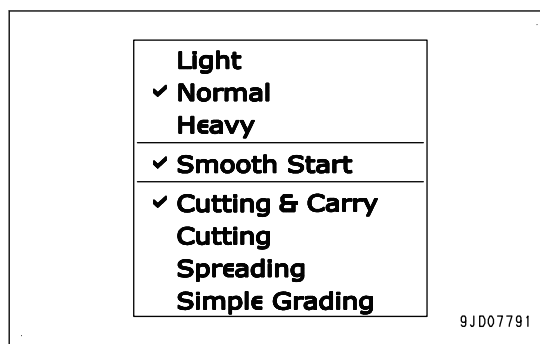 Light
✓ Normal
Heavy
✓ Smooth Start
✓ Cutting & Carry
Cutting
Spreading
Simple Grading
9JD07791